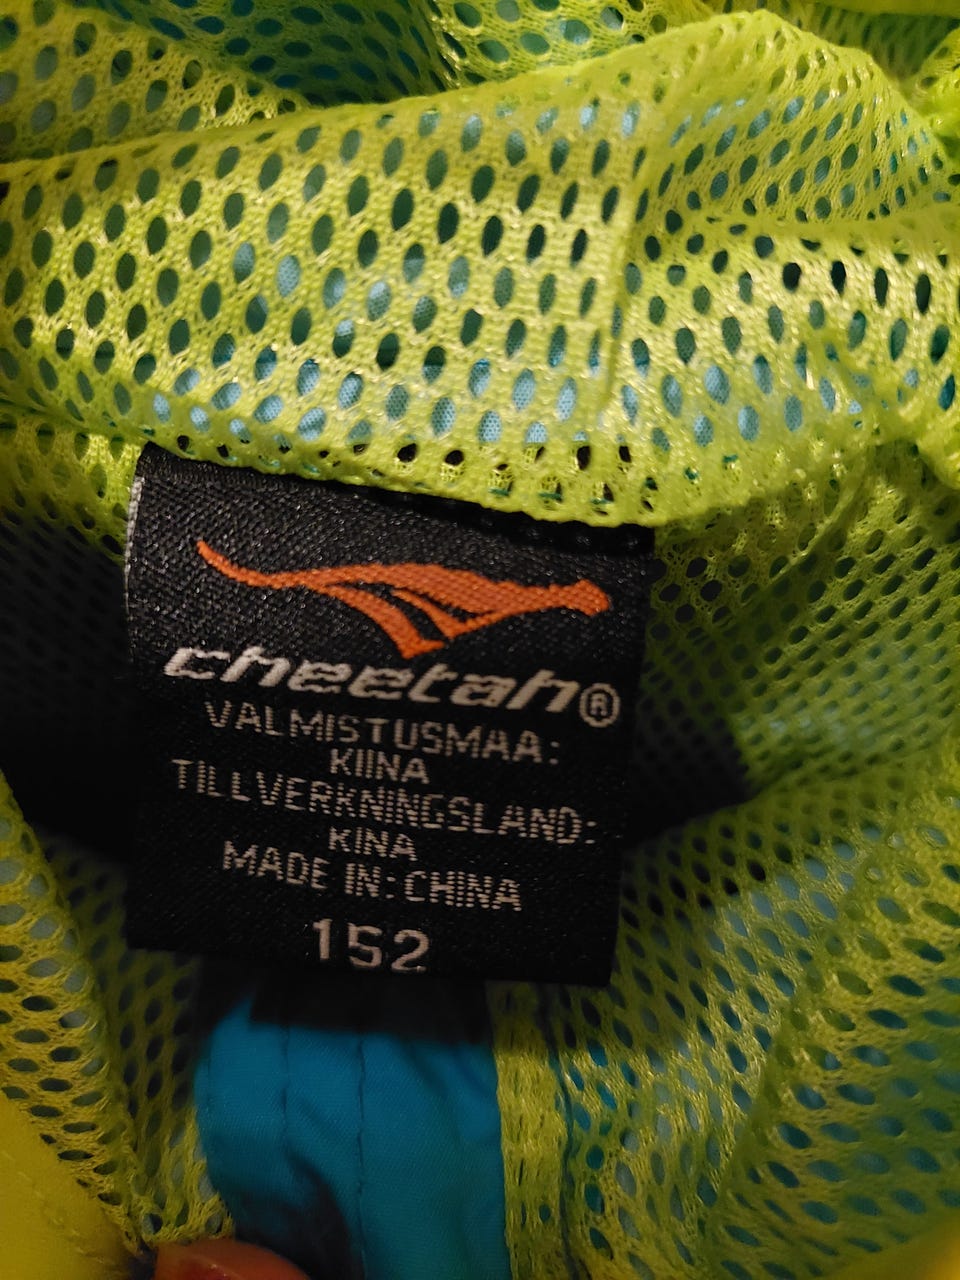 cheetah®
VALMISTUSMAA:
KIINA
TILLVERKNINGSLAND:
KINA
MADE IN: CHINA
152